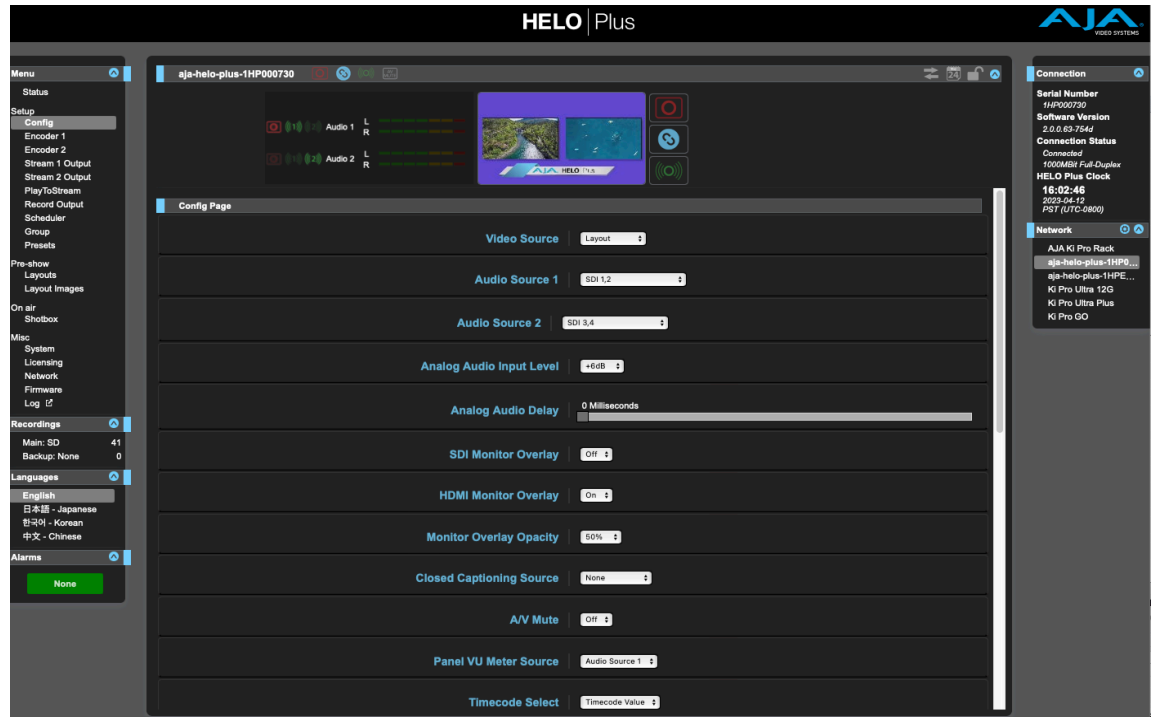 HELO Plus
AJA
VIDEO SYSTEMS
Menu
Status
Setup
Config
Encoder 1
Encoder 2
Stream 1 Output
Stream 2 Output
PlayToStream
Record Output
Scheduler
Group
Presets
Pre-show
Layouts
Layout Images
On air
Shotbox
Misc
System
Licensing
Network
Firmware
Log
Recordings
Main: SD 41
Backup: None 0
Languages
English
日本語 - Japanese
한국어 - Korean
中文 - Chinese
Alarms
None
aja-helo-plus-1HP000730
24
1 2 Audio 1 L
R
1 2 Audio 2 L
R
AJA HELO Plus
Config Page
Video Source Layout
Audio Source 1 SDI 1,2
Audio Source 2 SDI 3,4
Analog Audio Input Level +6dB
Analog Audio Delay 0 Milliseconds
SDI Monitor Overlay Off
HDMI Monitor Overlay On
Monitor Overlay Opacity 50%
Closed Captioning Source None
A/V Mute Off
Panel VU Meter Source Audio Source 1
Timecode Select Timecode Value
Connection
Serial Number
1HP000730
Software Version
2.0.0.63-754d
Connection Status
Connected
1000MBit Full-Duplex
HELO Plus Clock
16:02:46
2023-04-12
PST (UTC-0800)
Network
AJA Ki Pro Rack
aja-helo-plus-1HP0...
aja-helo-plus-1HPE...
Ki Pro Ultra 12G
Ki Pro Ultra Plus
Ki Pro GO